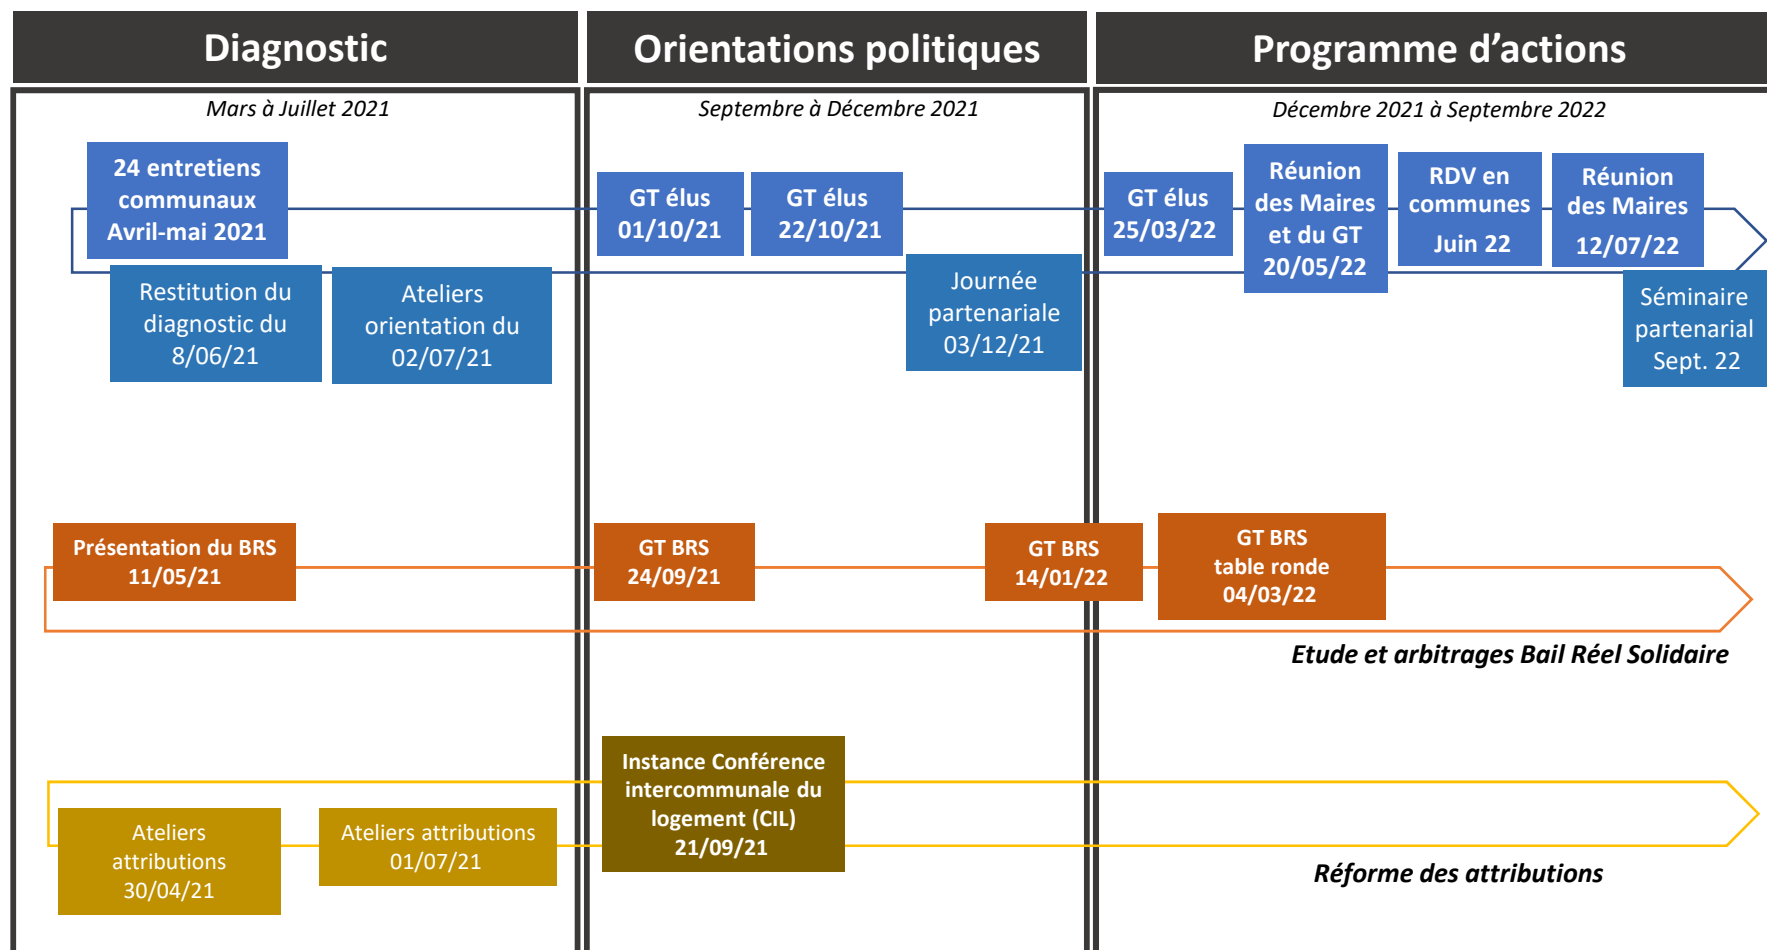 Diagnostic
Orientations politiques
Programme d’actions
Mars à Juillet 2021
Septembre à Décembre 2021
Décembre 2021 à Septembre 2022
24 entretiens
communaux
Avril-mai 2021
GT élus
01/10/21
GT élus
22/10/21
GT élus
25/03/22
Réunion
des Maires
et du GT
20/05/22
RDV en
communes
Juin 22
Réunion
des Maires
12/07/22
Restitution du
diagnostic du
8/06/21
Ateliers
orientation du
02/07/21
Journée
partenariale
03/12/21
Séminaire
partenarial
Sept. 22
Présentation du BRS
11/05/21
GT BRS
24/09/21
GT BRS
14/01/22
GT BRS
table ronde
04/03/22
Etude et arbitrages Bail Réel Solidaire
Ateliers
attributions
30/04/21
Ateliers attributions
01/07/21
Instance Conférence
intercommunale du
logement (CIL)
21/09/21
Réforme des attributions